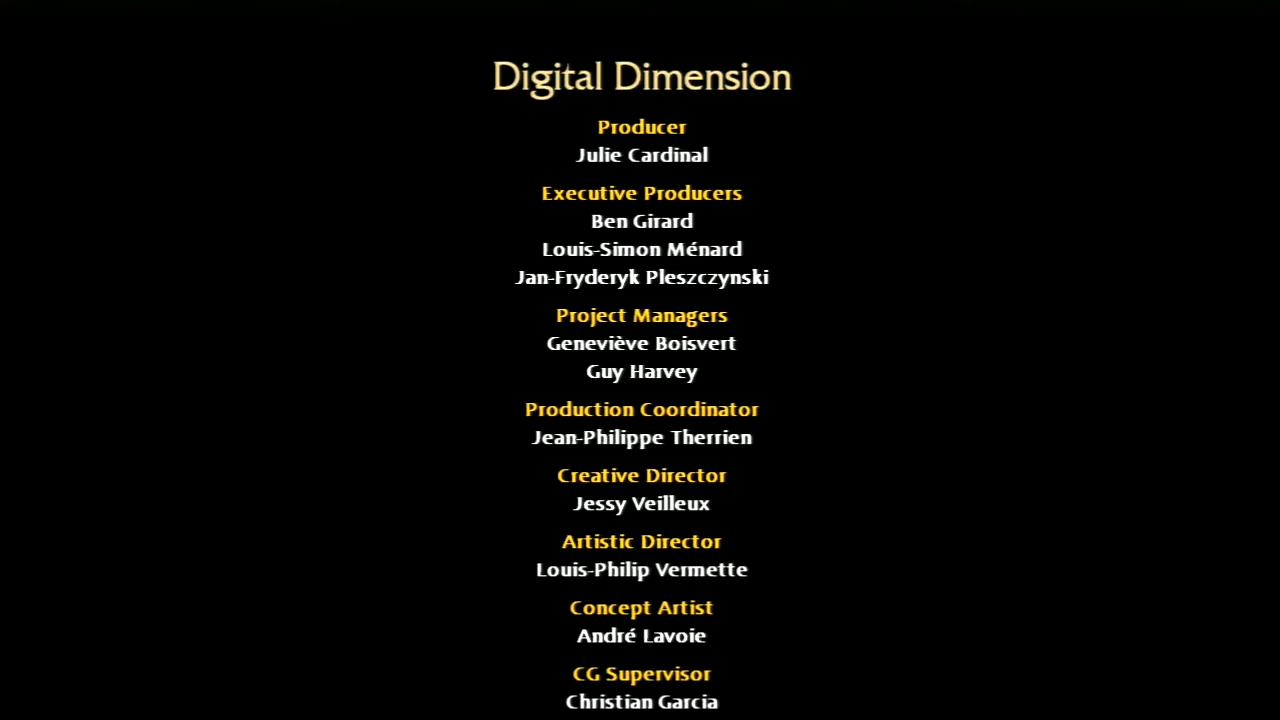 Digital Dimension
Producer
Julie Cardinal
Executive Producers
Ben Girard
Louis-Simon Ménard
Jan-Fryderyk Pleszczynski
Project Managers
Geneviève Boisvert
Guy Harvey
Production Coordinator
Jean-Philippe Therrien
Creative Director
Jessy Veilleux
Artistic Director
Louis-Philip Vermette
Concept Artist
André Lavoie
CG Supervisor
Christian Garcia